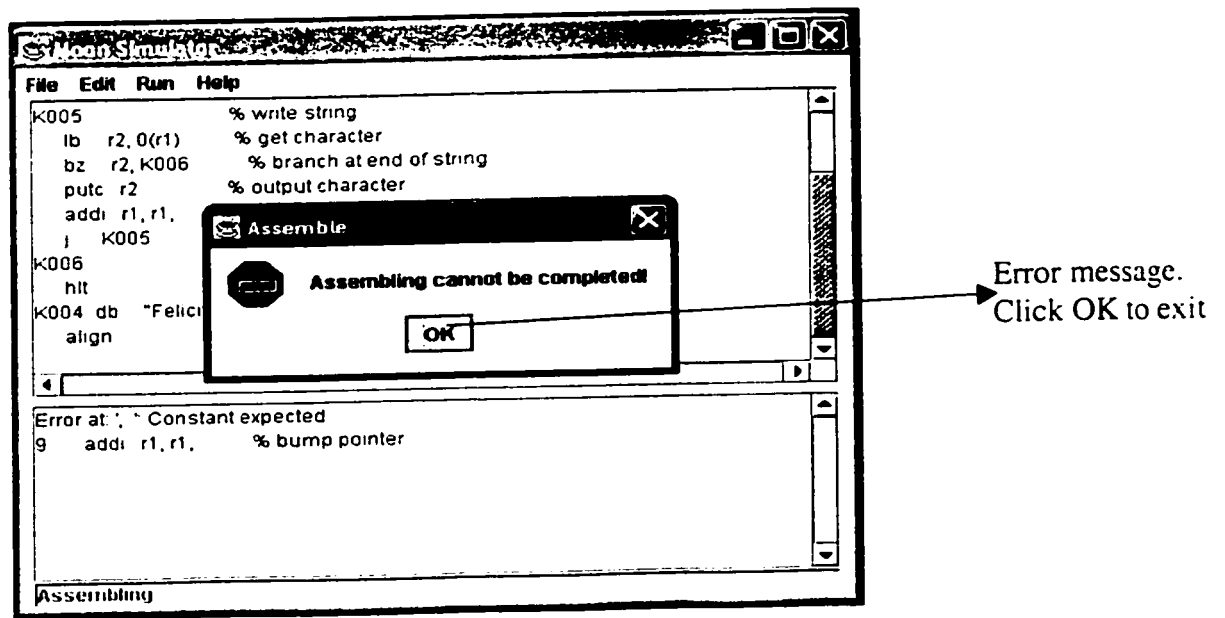 Moon Simulator
File Edit Run Help
K005 % write string
lb r2, 0(r1) % get character
bz r2, K006 % branch at end of string
putc r2 % output character
addi r1, r1,
j K005
K006
hlt
K004 db "Felici
align
Assemble
Assembling cannot be completed!
OK
Error message.
Click OK to exit
Error at: ', ': Constant expected
9 addi r1, r1, % bump pointer
Assembling